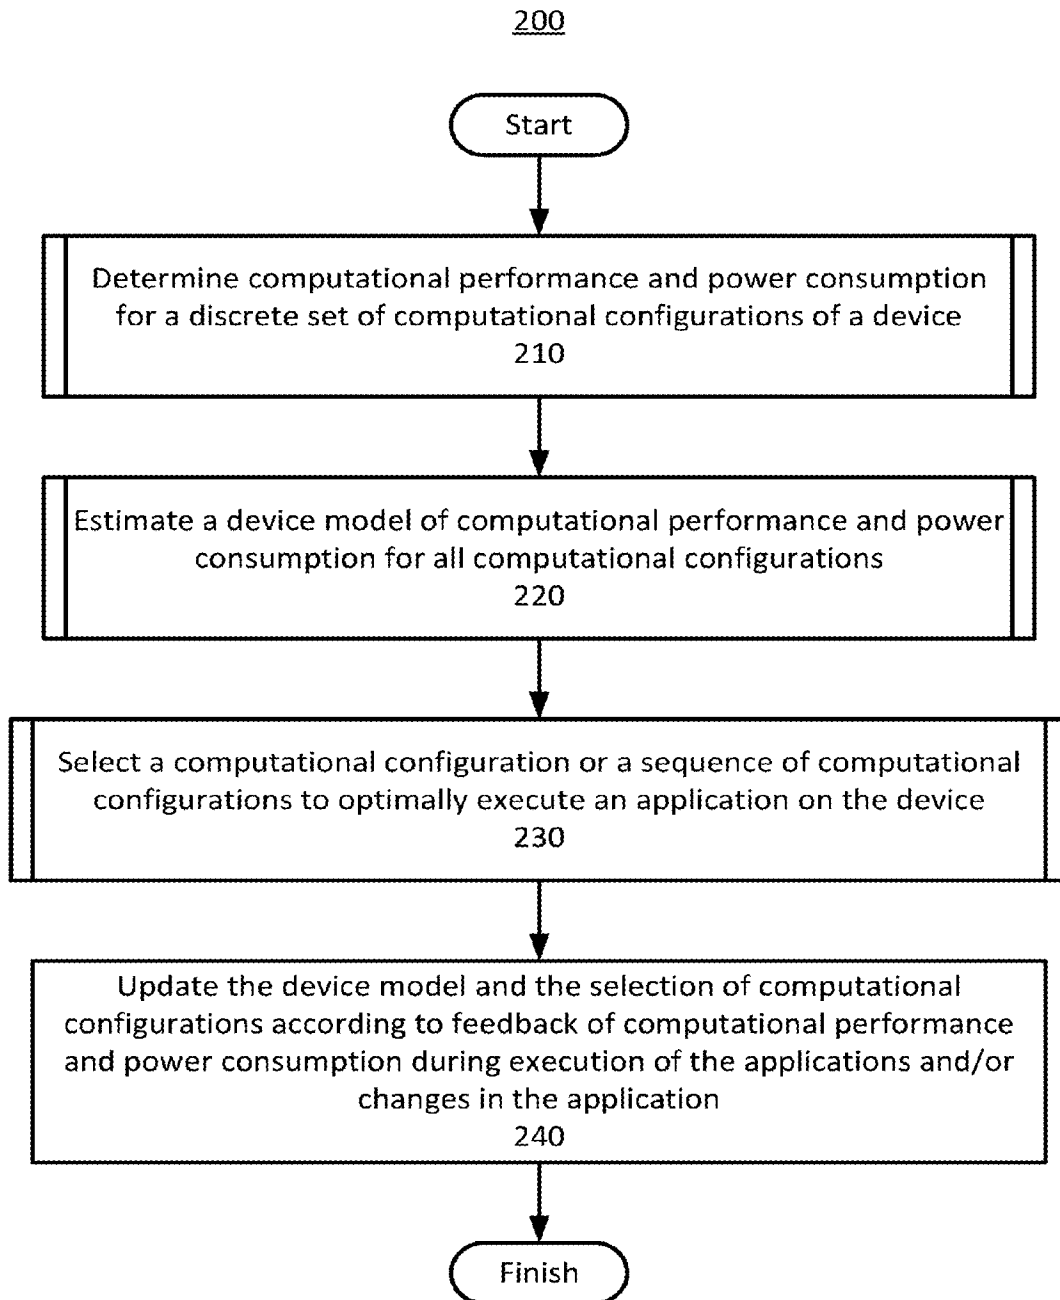 200
Start
Determine computational performance and power consumption
for a discrete set of computational configurations of a device
210
Estimate a device model of computational performance and power
consumption for all computational configurations
220
Select a computational configuration or a sequence of computational
configurations to optimally execute an application on the device
230
Update the device model and the selection of computational
configurations according to feedback of computational performance
and power consumption during execution of the applications and/or
changes in the application
240
Finish